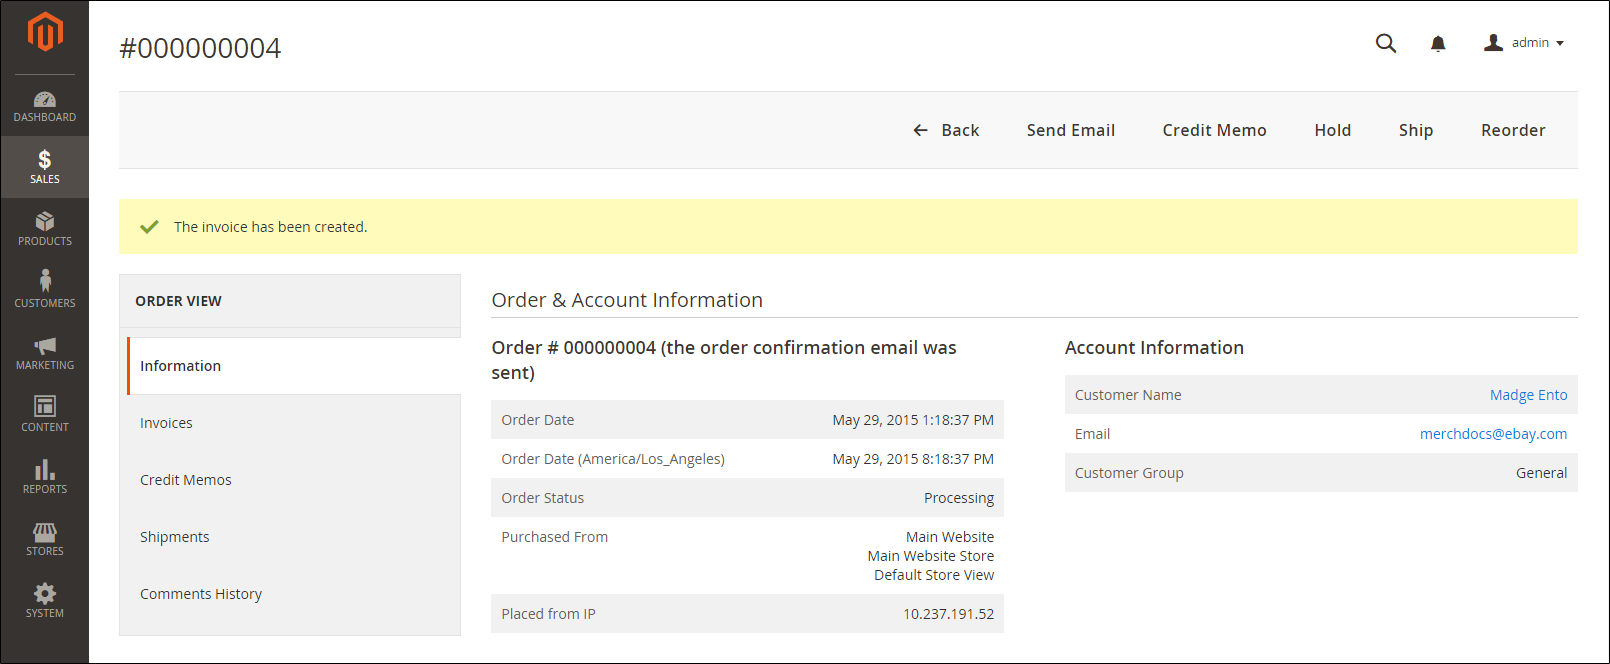 #000000004
admin
DASHBOARD
SALES
PRODUCTS
CUSTOMERS
MARKETING
CONTENT
REPORTS
STORES
SYSTEM
Back
Send Email
Credit Memo
Hold
Ship
Reorder
The invoice has been created.
ORDER VIEW
Information
Invoices
Credit Memos
Shipments
Comments History
Order & Account Information
Order # 000000004 (the order confirmation email was
sent)
Order Date May 29, 2015 1:18:37 PM
Order Date (America/Los_Angeles) May 29, 2015 8:18:37 PM
Order Status Processing
Purchased From Main Website
Main Website Store
Default Store View
Placed from IP 10.237.191.52
Account Information
Customer Name Madge Ento
Email merchdocs@ebay.com
Customer Group General